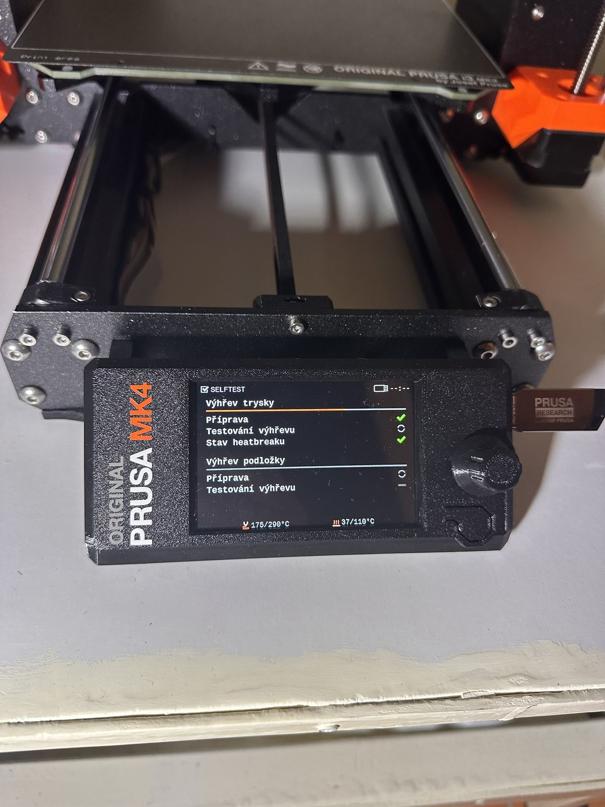 ORIGINAL PRUSA i3
ORIGINAL
PRUSA MK4
SELFTEST --:--
Výhřev trysky
Příprava
Testování výhřevu
Stav heatbreaku
Výhřev podložky
Příprava
Testování výhřevu
175/290°C 37/110°C
PRUSA
RESEARCH